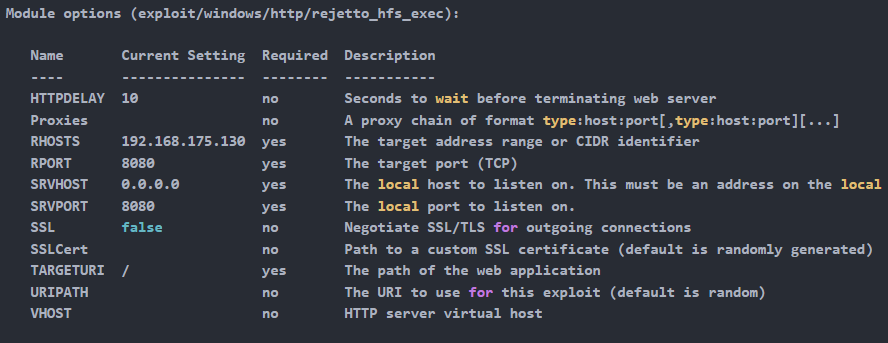 Module options (exploit/windows/http/rejetto_hfs_exec):
Name Current Setting Required Description
---- --------------- -------- -----------
HTTPDELAY 10 no Seconds to wait before terminating web server
Proxies no A proxy chain of format type:host:port[,type:host:port][...]
RHOSTS 192.168.175.130 yes The target address range or CIDR identifier
RPORT 8080 yes The target port (TCP)
SRVHOST 0.0.0.0 yes The local host to listen on. This must be an address on the local
SRVPORT 8080 yes The local port to listen on.
SSL false no Negotiate SSL/TLS for outgoing connections
SSLCert no Path to a custom SSL certificate (default is randomly generated)
TARGETURI / yes The path of the web application
URIPATH no The URI to use for this exploit (default is random)
VHOST no HTTP server virtual host